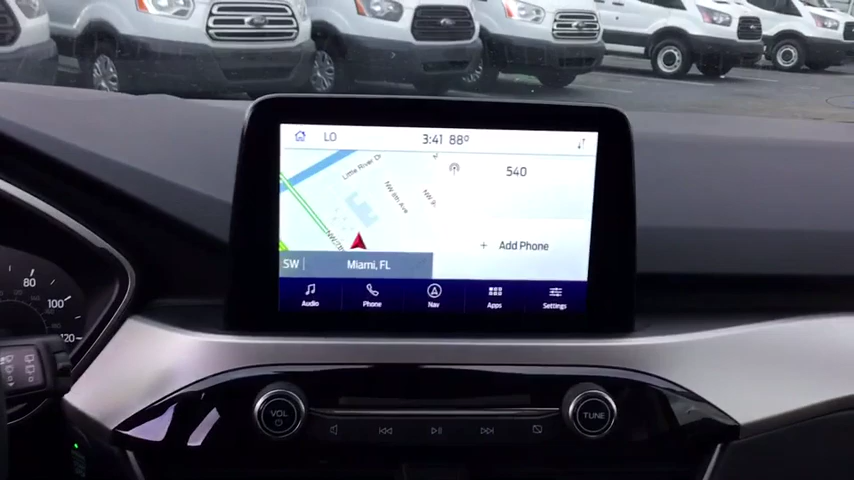 LO 3:41 88°
Little River Dr
NW 8th Ave
540
+ Add Phone
SW Miami, FL
Audio Phone Nav Apps Settings
80
100
120
VOL TUNE